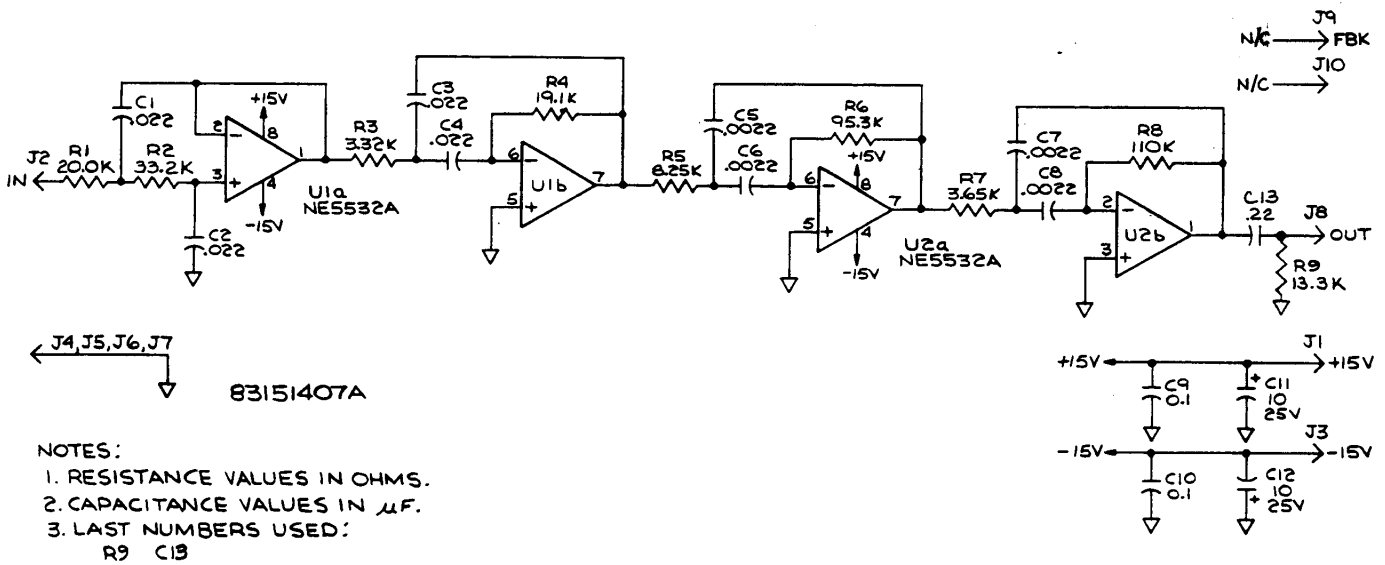 J9
N/C FBK
J10
N/C
C1
.022
+15V
2
8
1
3
4
-15V
J2
IN
R1
20.0K
R2
33.2K
C2
.022
U1a
NE5532A
R3
3.32K
C3
.022
C4
.022
R4
19.1K
6
5
7
U1b
R5
8.25K
C5
.0022
C6
.0022
R6
95.3K
+15V
6
8
7
5
4
-15V
U2a
NE5532A
R7
3.65K
C7
.0022
C8
.0022
R8
110K
2
3
1
U2b
C13
.22
J8
OUT
R9
13.3K
J4,J5,J6,J7
83151407A
J1
+15V
+15V
C9
0.1
+
C11
10
25V
J3
-15V
-15V
C10
0.1
C12
10
+ 25V
NOTES:
1. RESISTANCE VALUES IN OHMS.
2. CAPACITANCE VALUES IN µF.
3. LAST NUMBERS USED:
R9 C13